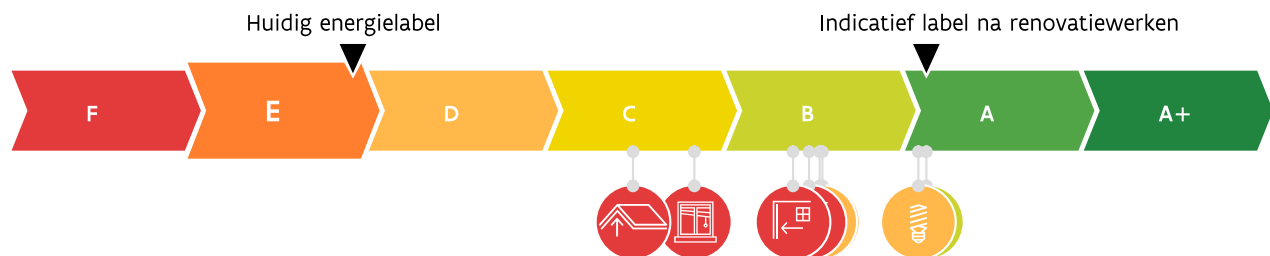 Huidig energielabel
Indicatief label na renovatiewerken
F
E
D
C
B
A
A+